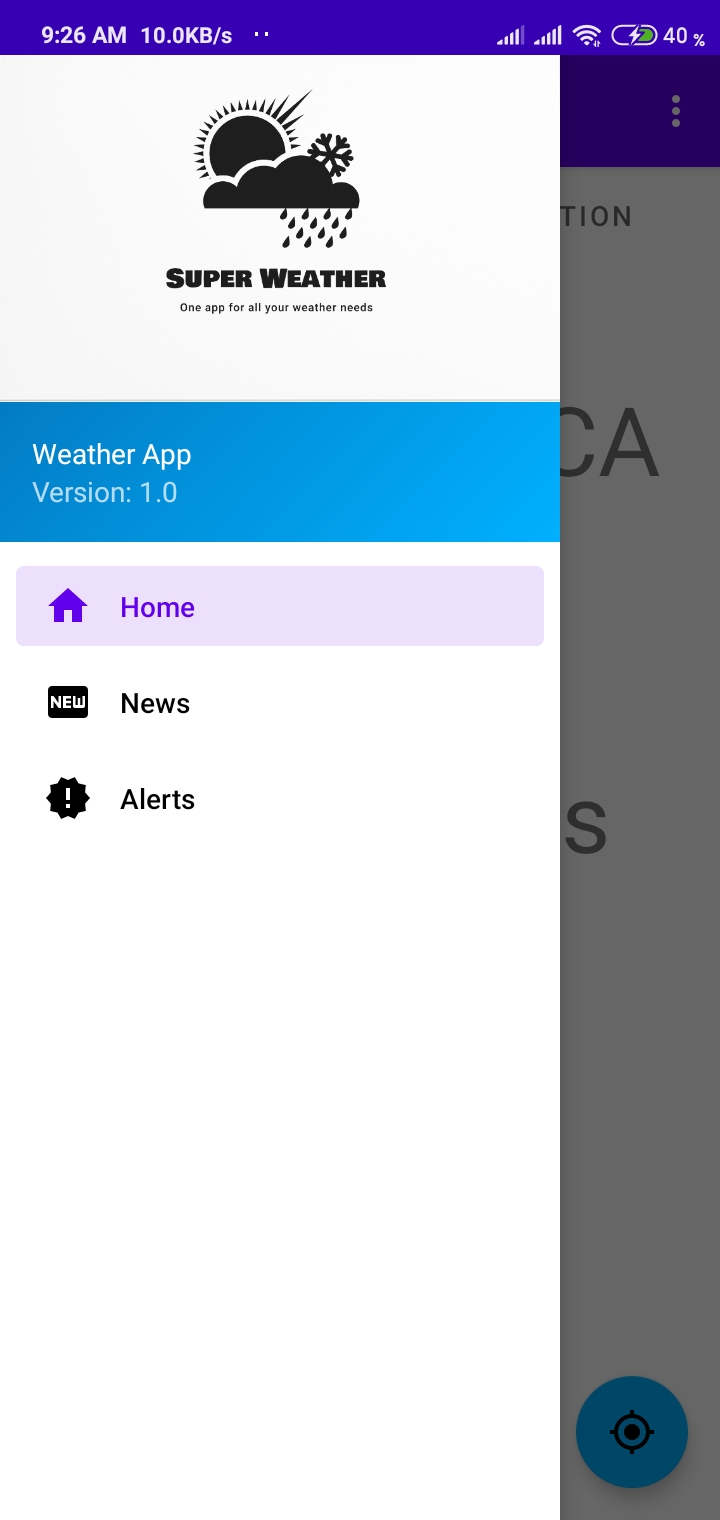 9:26 AM 10.0KB/s ·· 40 %
SUPER WEATHER
One app for all your weather needs
TION
CA
Weather App
Version: 1.0
Home
NEW News
s
Alerts